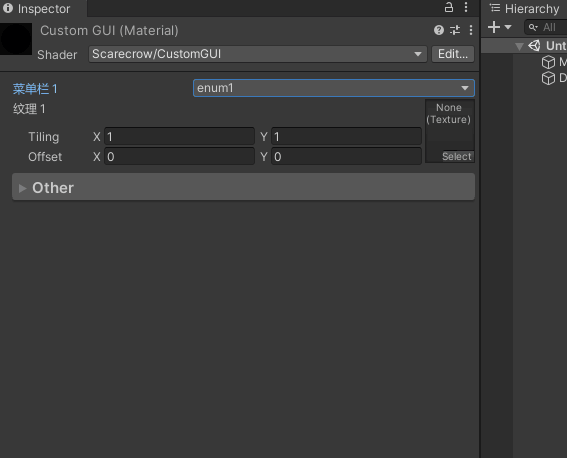 Inspector
Hierarchy
Custom GUI (Material)
All
Shader
Scarecrow/CustomGUI
Edit...
Unt
M
D
菜单栏 1
enum1
纹理 1
None
(Texture)
Tiling
X
1
Y
1
Offset
X
0
Y
0
Select
Other